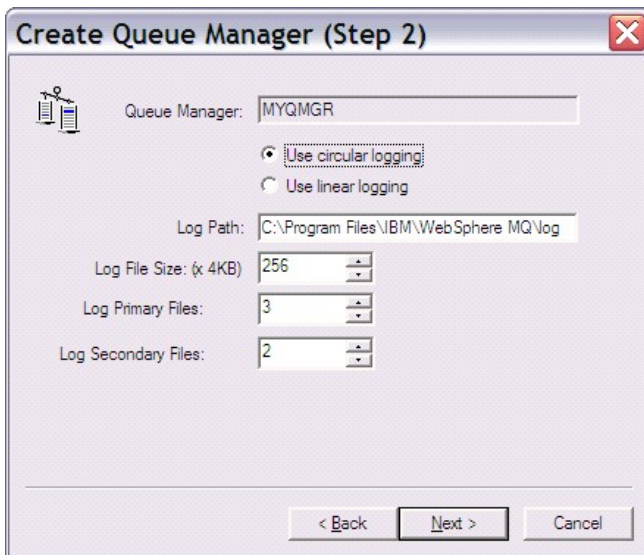 Create Queue Manager (Step 2)
Queue Manager: MYQMGR
Use circular logging
Use linear logging
Log Path: C:\Program Files\IBM\WebSphere MQ\log
Log File Size: (x 4KB) 256
Log Primary Files: 3
Log Secondary Files: 2
< Back Next > Cancel